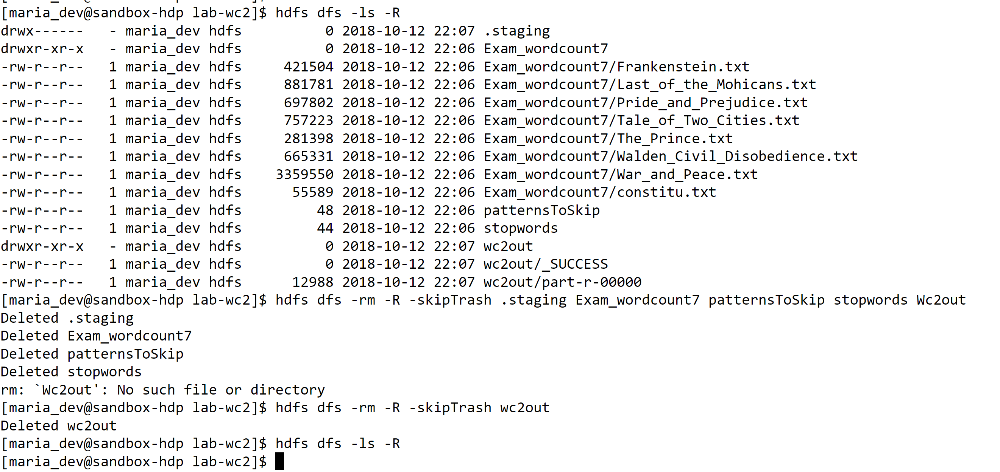 [maria_dev@sandbox-hdp lab-wc2]$ hdfs dfs -ls -R
drwx------   - maria_dev hdfs          0 2018-10-12 22:07 .staging
drwxr-xr-x   - maria_dev hdfs          0 2018-10-12 22:06 Exam_wordcount7
-rw-r--r--   1 maria_dev hdfs     421504 2018-10-12 22:06 Exam_wordcount7/Frankenstein.txt
-rw-r--r--   1 maria_dev hdfs     881781 2018-10-12 22:06 Exam_wordcount7/Last_of_the_Mohicans.txt
-rw-r--r--   1 maria_dev hdfs     697802 2018-10-12 22:06 Exam_wordcount7/Pride_and_Prejudice.txt
-rw-r--r--   1 maria_dev hdfs     757223 2018-10-12 22:06 Exam_wordcount7/Tale_of_Two_Cities.txt
-rw-r--r--   1 maria_dev hdfs     281398 2018-10-12 22:06 Exam_wordcount7/The_Prince.txt
-rw-r--r--   1 maria_dev hdfs     665331 2018-10-12 22:06 Exam_wordcount7/Walden_Civil_Disobedience.txt
-rw-r--r--   1 maria_dev hdfs    3359550 2018-10-12 22:06 Exam_wordcount7/War_and_Peace.txt
-rw-r--r--   1 maria_dev hdfs      55589 2018-10-12 22:06 Exam_wordcount7/constitu.txt
-rw-r--r--   1 maria_dev hdfs         48 2018-10-12 22:06 patternsToSkip
-rw-r--r--   1 maria_dev hdfs         44 2018-10-12 22:06 stopwords
drwxr-xr-x   - maria_dev hdfs          0 2018-10-12 22:07 wc2out
-rw-r--r--   1 maria_dev hdfs          0 2018-10-12 22:07 wc2out/_SUCCESS
-rw-r--r--   1 maria_dev hdfs      12988 2018-10-12 22:07 wc2out/part-r-00000
[maria_dev@sandbox-hdp lab-wc2]$ hdfs dfs -rm -R -skipTrash .staging Exam_wordcount7 patternsToSkip stopwords Wc2out
Deleted .staging
Deleted Exam_wordcount7
Deleted patternsToSkip
Deleted stopwords
rm: `Wc2out': No such file or directory
[maria_dev@sandbox-hdp lab-wc2]$ hdfs dfs -rm -R -skipTrash wc2out
Deleted wc2out
[maria_dev@sandbox-hdp lab-wc2]$ hdfs dfs -ls -R
[maria_dev@sandbox-hdp lab-wc2]$